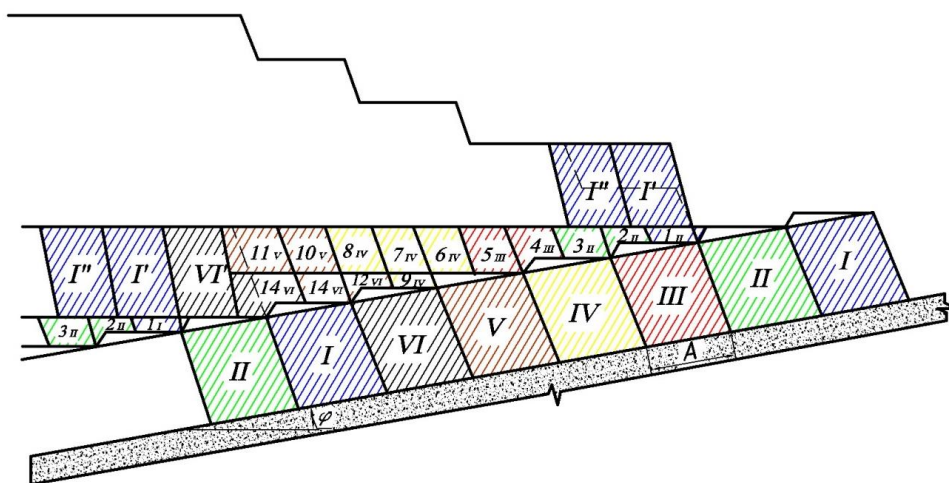 I" I'
11 V 10 V 8 IV 7 IV 6 IV 5 III 4 III 3 II 2 II 1 II
I" I' VI'
14 VI 14 VI 12 VI 9 IV
3 II 2 II 1 I
II I VI V IV III II I
A
φ